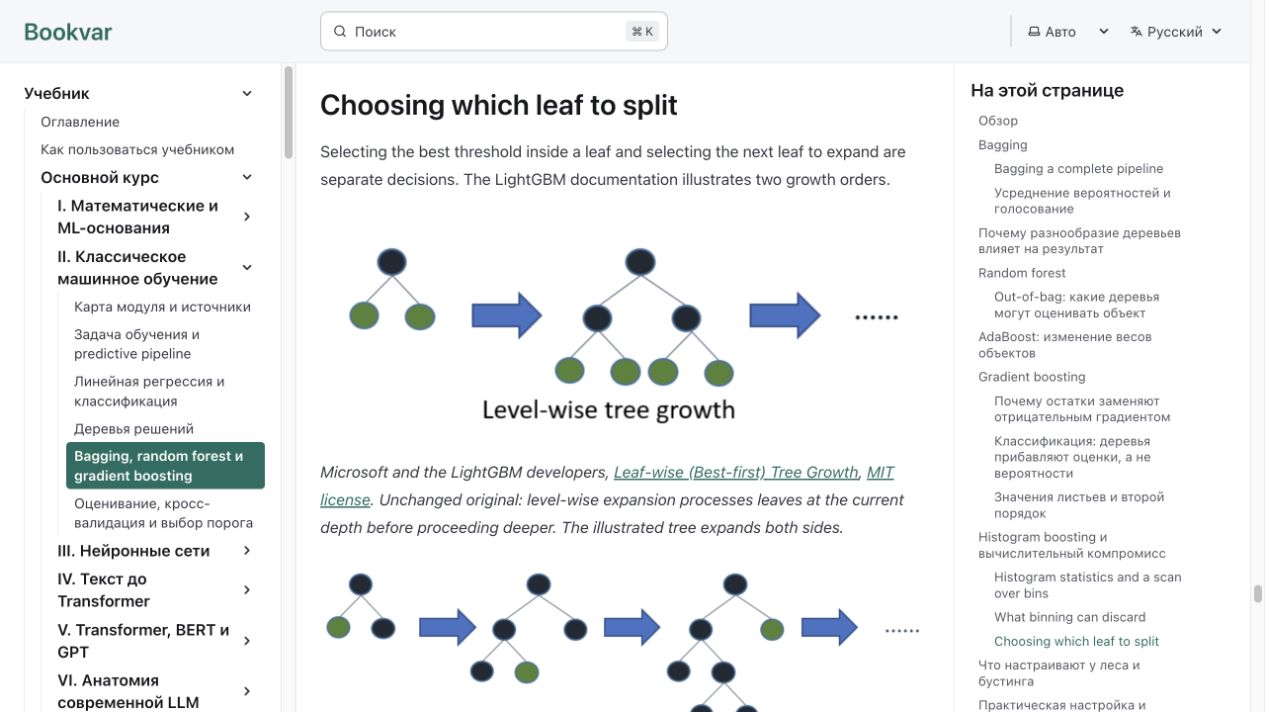 Bookvar
Поиск
⌘ K
Авто
Русский
Учебник
Оглавление
Как пользоваться учебником
Основной курс
I. Математические и
ML-основания
II. Классическое
машинное обучение
Карта модуля и источники
Задача обучения и
predictive pipeline
Линейная регрессия и
классификация
Деревья решений
Bagging, random forest и
gradient boosting
Оценивание, кросс-
валидация и выбор порога
III. Нейронные сети
IV. Текст до
Transformer
V. Transformer, BERT и
GPT
VI. Анатомия
современной LLM
Choosing which leaf to split
Selecting the best threshold inside a leaf and selecting the next leaf to expand are
separate decisions. The LightGBM documentation illustrates two growth orders.
......
Level-wise tree growth
Microsoft and the LightGBM developers, Leaf-wise (Best-first) Tree Growth, MIT
license. Unchanged original: level-wise expansion processes leaves at the current
depth before proceeding deeper. The illustrated tree expands both sides.
......
На этой странице
Обзор
Bagging
Bagging a complete pipeline
Усреднение вероятностей и
голосование
Почему разнообразие деревьев
влияет на результат
Random forest
Out-of-bag: какие деревья
могут оценивать объект
AdaBoost: изменение весов
объектов
Gradient boosting
Почему остатки заменяют
отрицательным градиентом
Классификация: деревья
прибавляют оценки, а не
вероятности
Значения листьев и второй
порядок
Histogram boosting и
вычислительный компромисс
Histogram statistics and a scan
over bins
What binning can discard
Choosing which leaf to split
Что настраивают у леса и
бустинга
Практическая настройка и